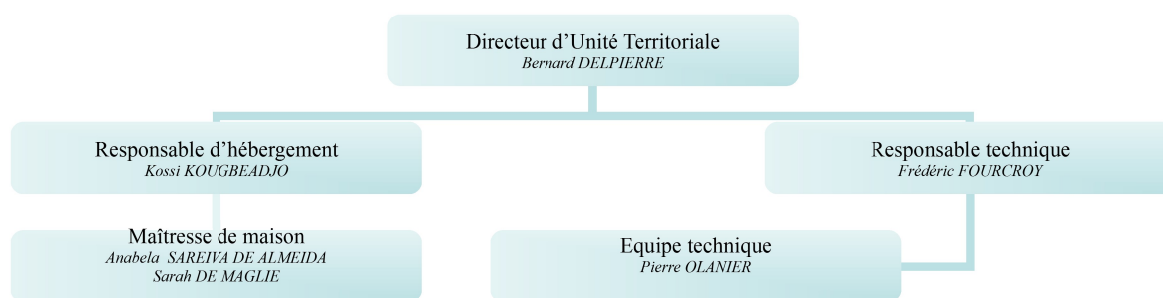 Directeur d’Unité Territoriale
Bernard DELPIERRE
Responsable d’hébergement
Kossi KOUGBEADJO
Responsable technique
Frédéric FOURCROY
Maîtresse de maison
Anabela SAREIVA DE ALMEIDA
Sarah DE MAGLIE
Equipe technique
Pierre OLANIER